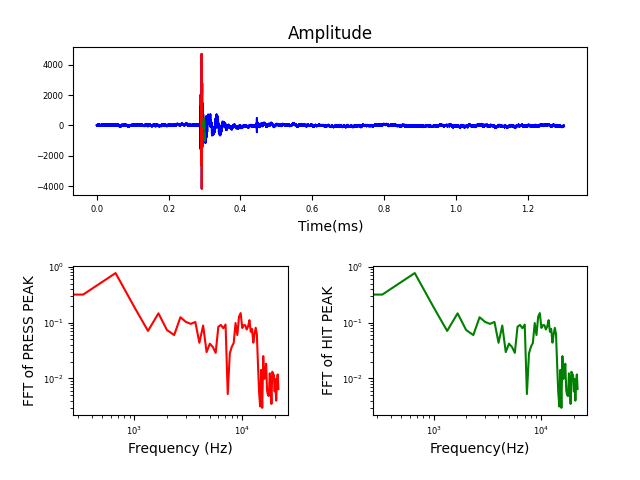 Amplitude
4000
2000
0
−2000
−4000
0.0 0.2 0.4 0.6 0.8 1.0 1.2
Time(ms)
FFT of PRESS PEAK
10⁰
10⁻¹
10⁻²
10³ 10⁴
Frequency (Hz)
FFT of HIT PEAK
10⁰
10⁻¹
10⁻²
10³ 10⁴
Frequency(Hz)